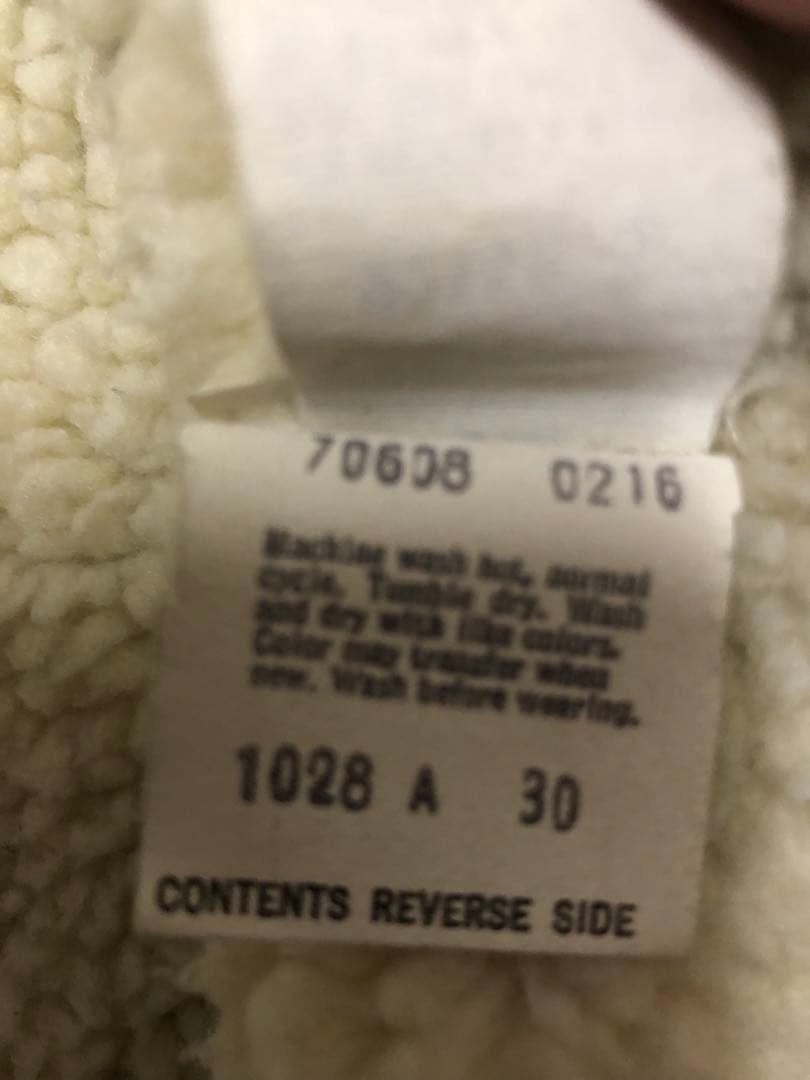 70608 0216
Machine wash hot, normal
cycle. Tumble dry. Wash
and dry with like colors.
Color may transfer when
new. Wash before wearing.
1028 A 30
CONTENTS REVERSE SIDE